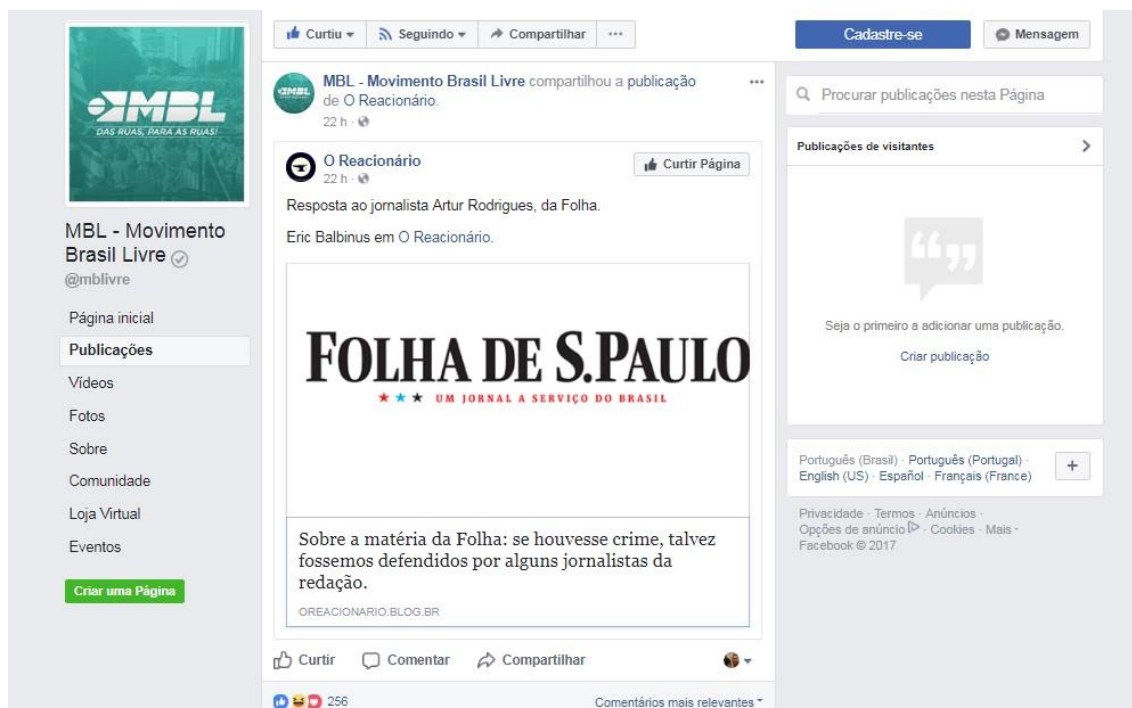 MBL
DAS RUAS, PARA AS RUAS!
MBL - Movimento
Brasil Livre
@mblivre
Página inicial
Publicações
Vídeos
Fotos
Sobre
Comunidade
Loja Virtual
Eventos
Criar uma Página
Curtiu Seguindo Compartilhar ...
MBL - Movimento Brasil Livre compartilhou a publicação
de O Reacionário.
22 h ·
O Reacionário
22 h ·
Curtir Página
Resposta ao jornalista Artur Rodrigues, da Folha.
Eric Balbinus em O Reacionário.
FOLHA DE S.PAULO
★ ★ ★ UM JORNAL A SERVIÇO DO BRASIL
Sobre a matéria da Folha: se houvesse crime, talvez
fossemos defendidos por alguns jornalistas da
redação.
OREACIONARIO.BLOG.BR
Curtir Comentar Compartilhar
256 Comentários mais relevantes
Cadastre-se Mensagem
Procurar publicações nesta Página
Publicações de visitantes
Seja o primeiro a adicionar uma publicação.
Criar publicação
Português (Brasil) · Português (Portugal) ·
English (US) · Español · Français (France)
Privacidade · Termos · Anúncios ·
Opções de anúncio · Cookies · Mais
Facebook © 2017